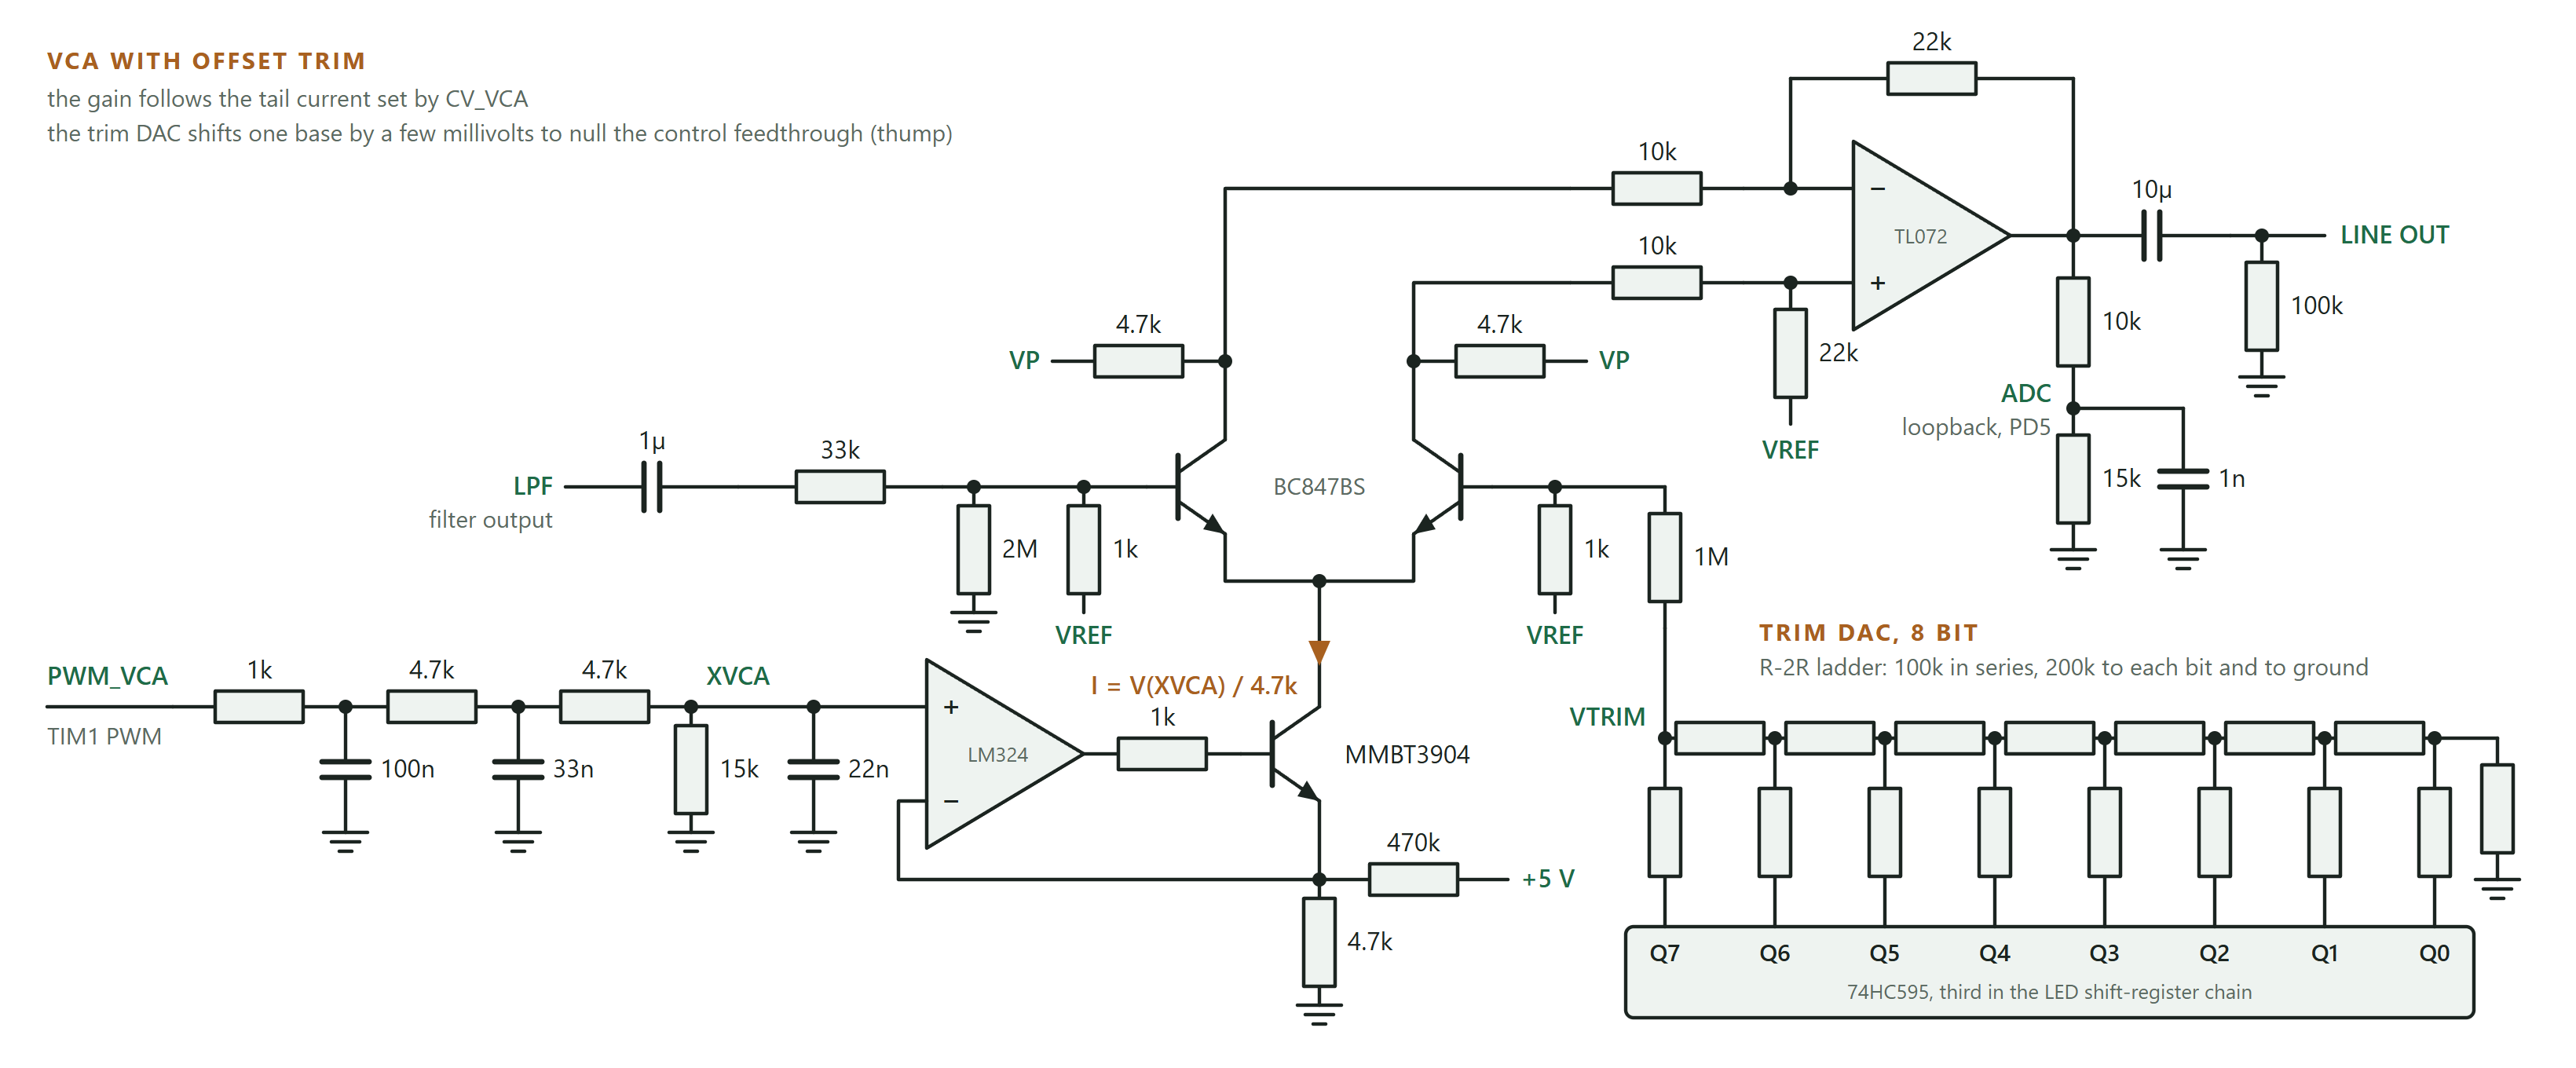 VCA WITH OFFSET TRIM
the gain follows the tail current set by CV_VCA
the trim DAC shifts one base by a few millivolts to null the control feedthrough (thump)
22k
10k
−
TL072
10µ
LINE OUT
10k
+
100k
10k
22k
VREF
ADC
loopback, PD5
15k
1n
VP
4.7k
4.7k
VP
LPF
filter output
1µ
33k
2M
1k
VREF
BC847BS
1k
VREF
1M
PWM_VCA
TIM1 PWM
1k
4.7k
4.7k
XVCA
100n
33n
15k
22n
+
LM324
−
I = V(XVCA) / 4.7k
1k
MMBT3904
470k
+5 V
4.7k
TRIM DAC, 8 BIT
R-2R ladder: 100k in series, 200k to each bit and to ground
VTRIM
Q7 Q6 Q5 Q4 Q3 Q2 Q1 Q0
74HC595, third in the LED shift-register chain